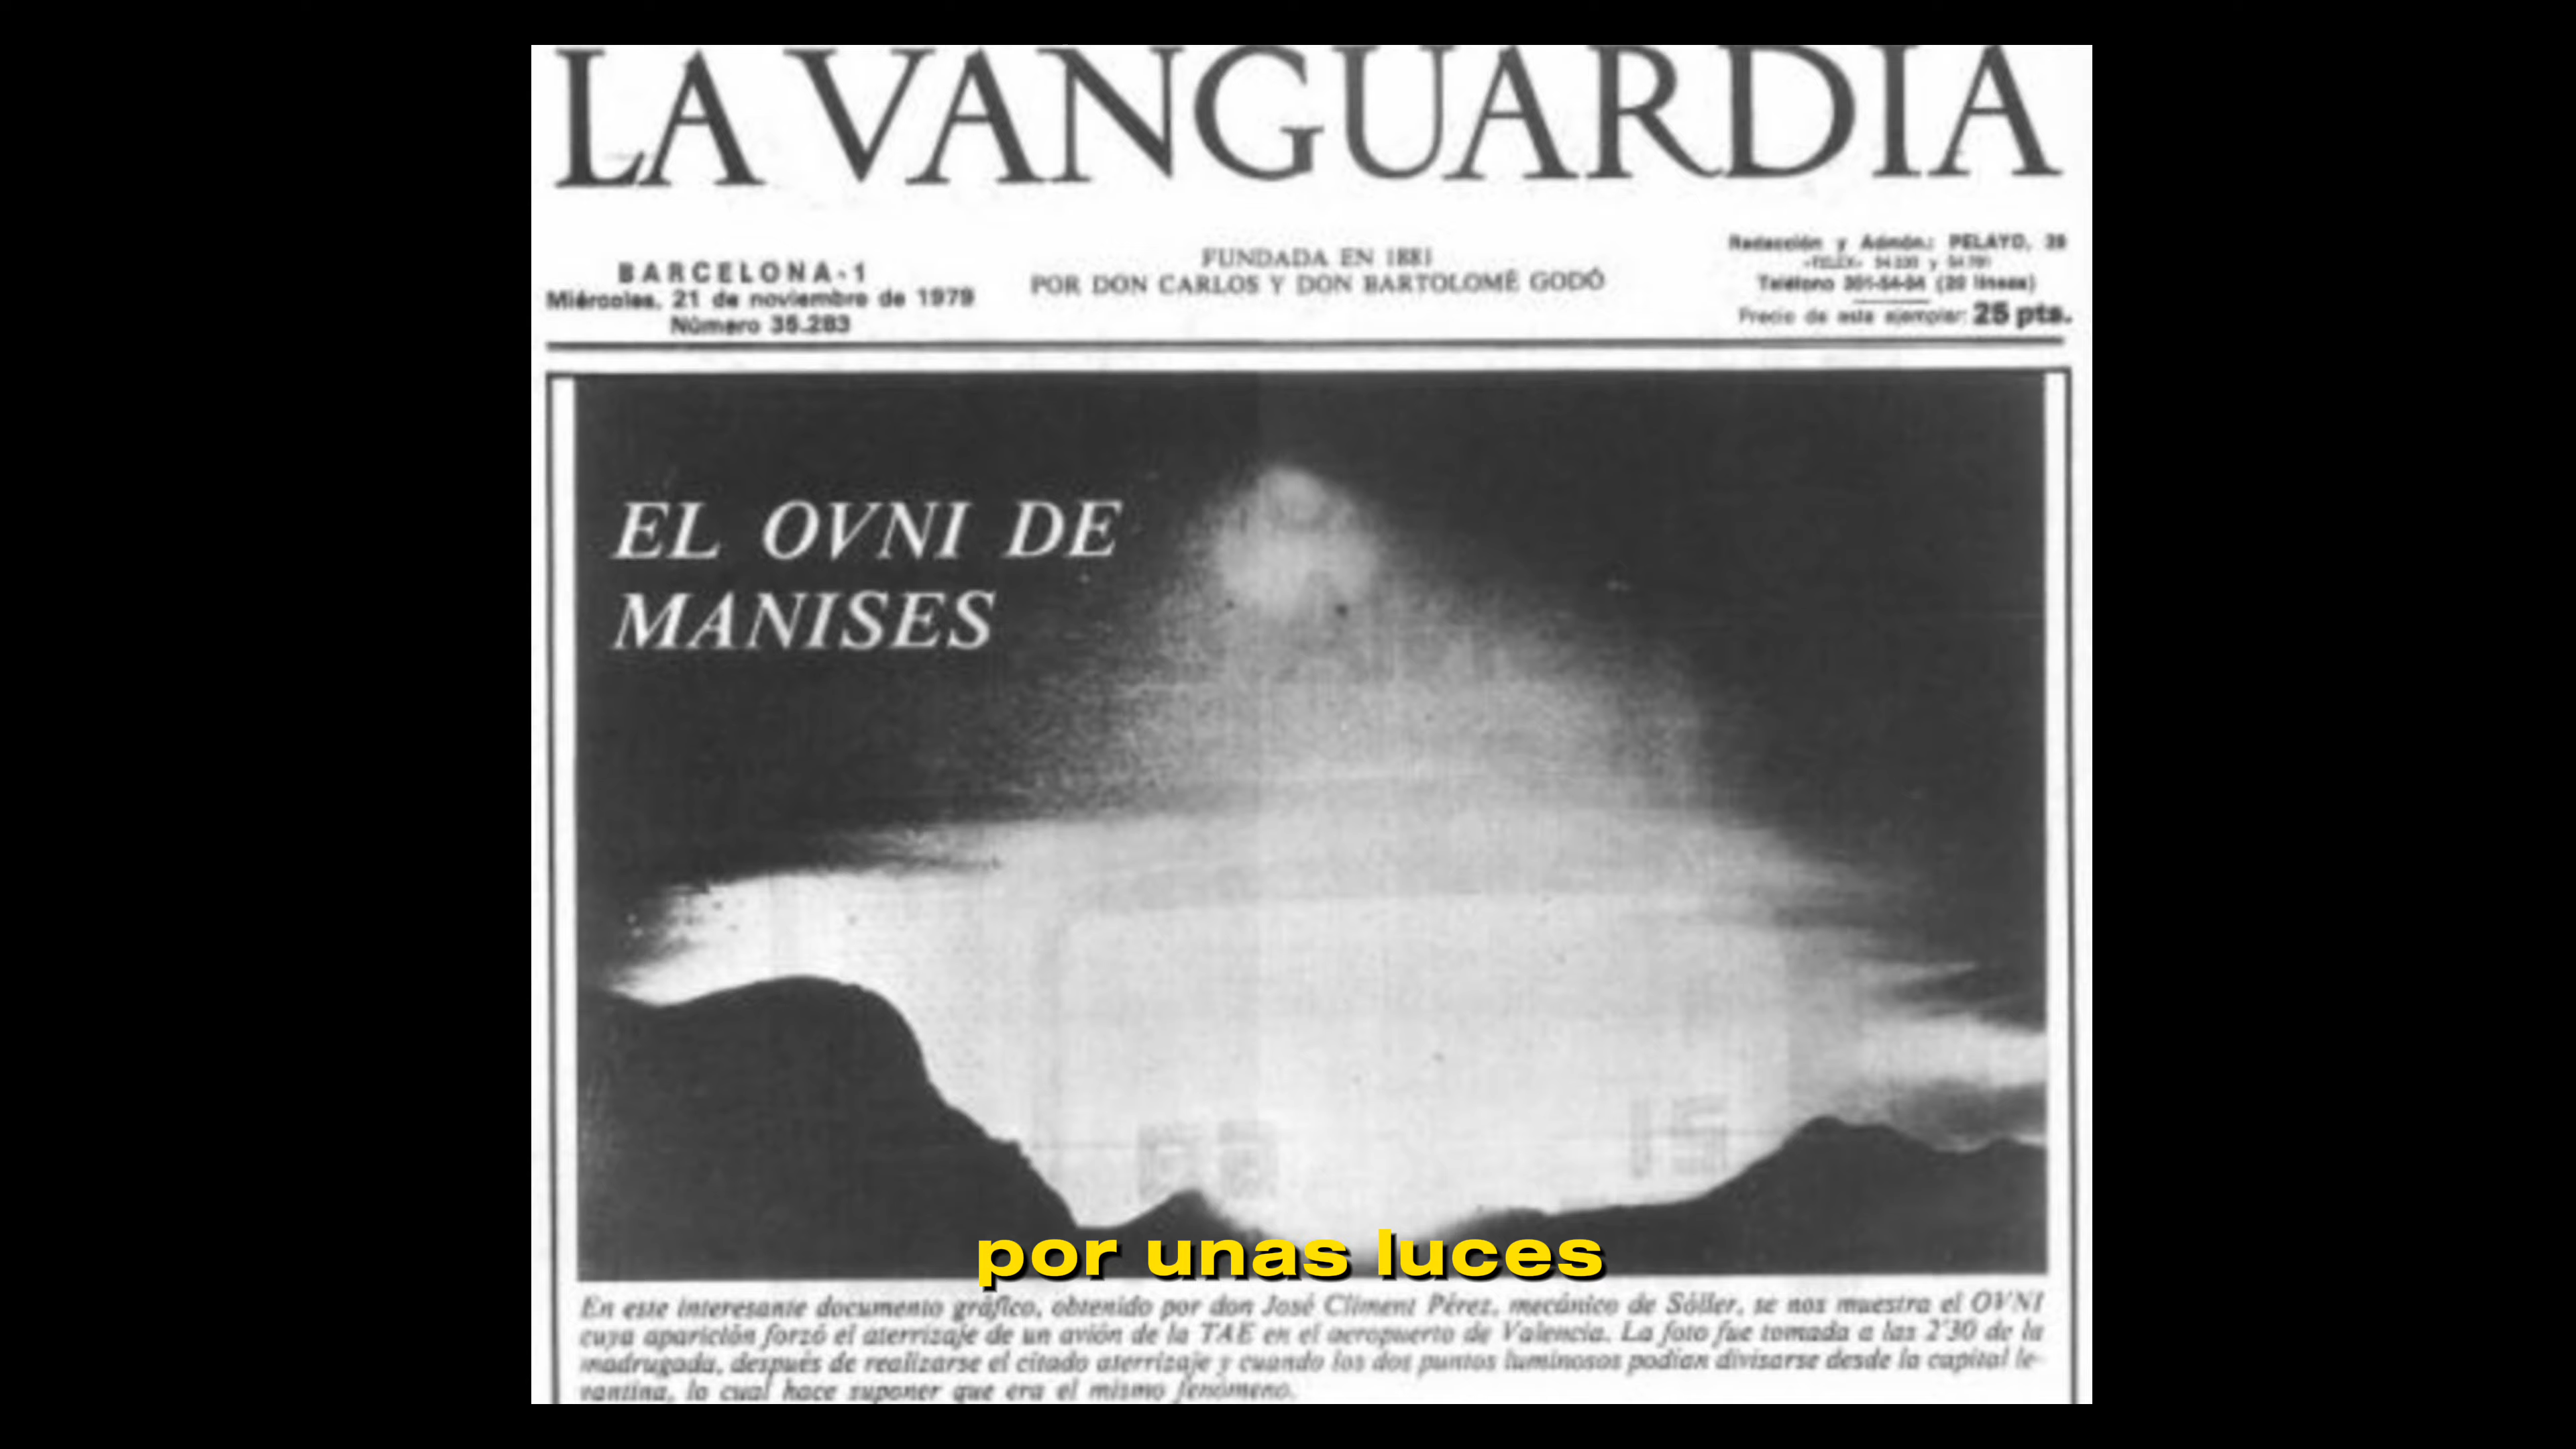 LA VANGUARDIA
BARCELONA-1
Miércoles, 21 de noviembre de 1979
Número 35.283
FUNDADA EN 1881
POR DON CARLOS Y DON BARTOLOMÉ GODÓ
Redacción y Admón.: PELAYO, 28
Teléfono 301-54-54 (20 líneas)
Precio de este ejemplar: 25 pts.
EL OVNI DE
MANISES
por unas luces
En este interesante documento gráfico, obtenido por don José Climent Pérez, mecánico de Sóller, se nos muestra el OVNI
cuya aparición forzó el aterrizaje de un avión de la TAE en el aeropuerto de Valencia. La foto fue tomada a las 2'30 de la
madrugada, después de realizarse el citado aterrizaje y cuando los dos puntos luminosos podían divisarse desde la capital le-
vantina, lo cual hace suponer que era el mismo fenómeno.